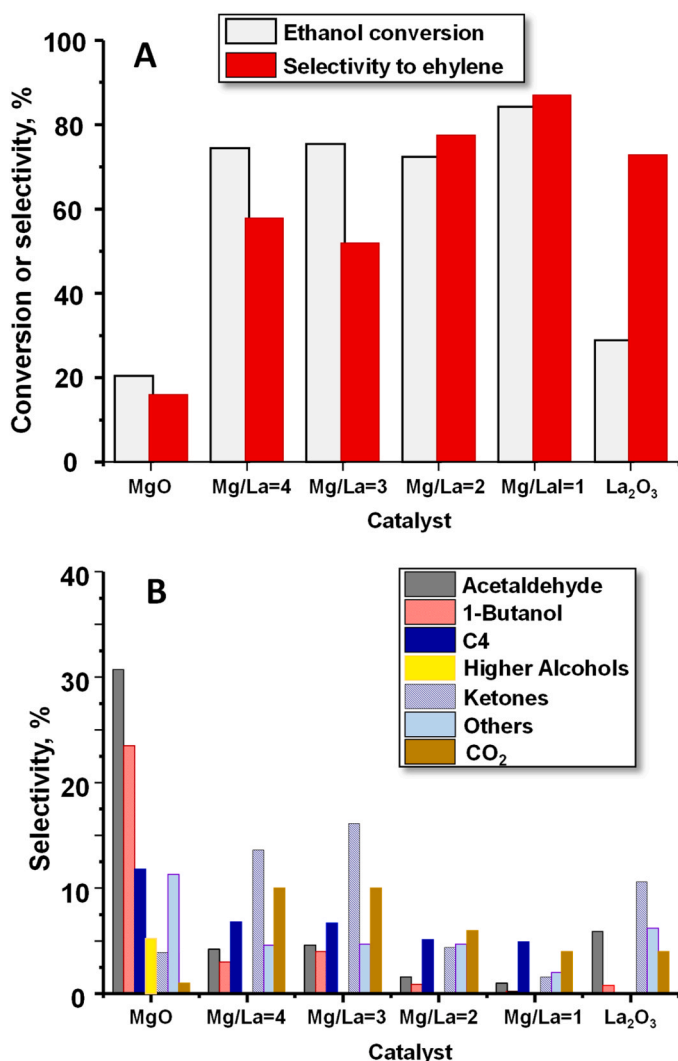 A
Ethanol conversion
Selectivity to ehylene
Conversion or selectivity, %
100
80
60
40
20
0
MgO Mg/La=4 Mg/La=3 Mg/La=2 Mg/LaI=1 La₂O₃
Catalyst
B
Acetaldehyde
1-Butanol
C4
Higher Alcohols
Ketones
Others
CO₂
Selectivity, %
40
30
20
10
0
MgO Mg/La=4 Mg/La=3 Mg/La=2 Mg/La=1 La₂O₃
Catalyst